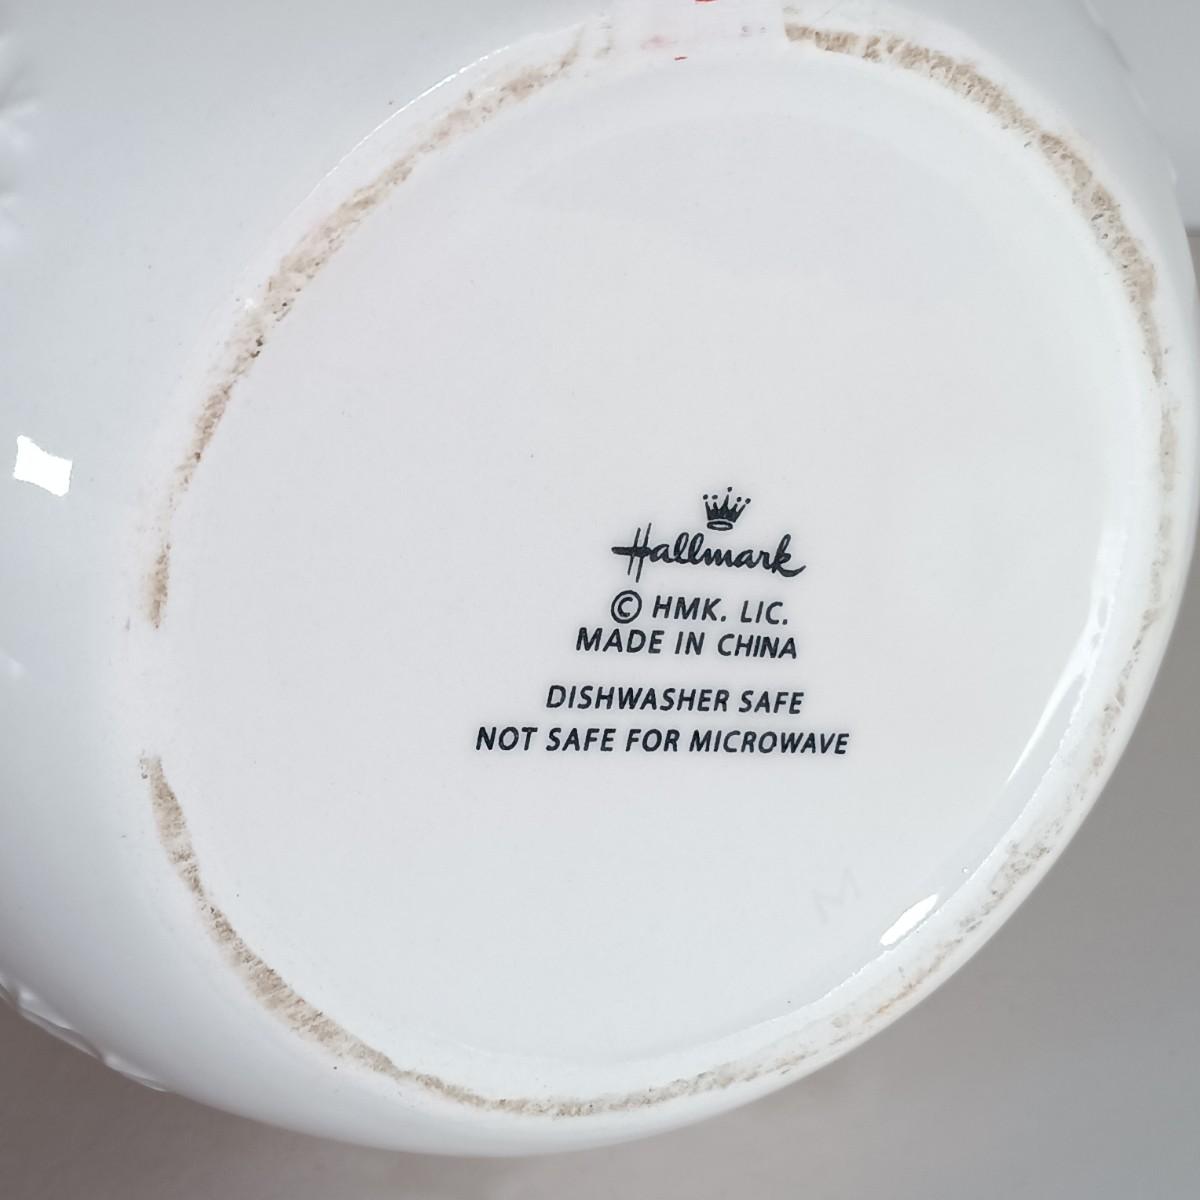 Hallmark
© HMK. LIC.
MADE IN CHINA
DISHWASHER SAFE
NOT SAFE FOR MICROWAVE
M